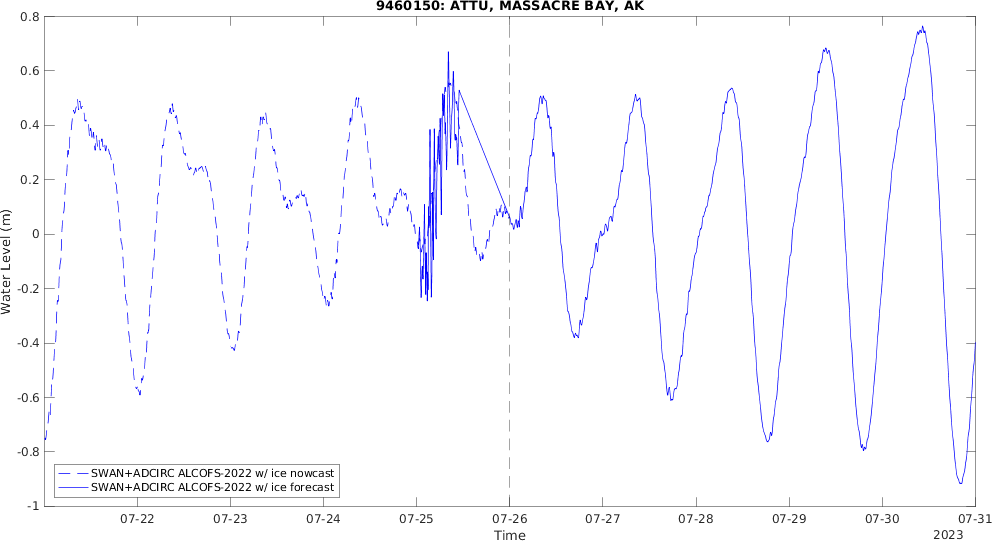 9460150: ATTU, MASSACRE BAY, AK
Water Level (m)
0.8
0.6
0.4
0.2
0
-0.2
-0.4
-0.6
-0.8
-1
SWAN+ADCIRC ALCOFS-2022 w/ ice nowcast
SWAN+ADCIRC ALCOFS-2022 w/ ice forecast
07-22 07-23 07-24 07-25 07-26 07-27 07-28 07-29 07-30 07-31
Time
2023